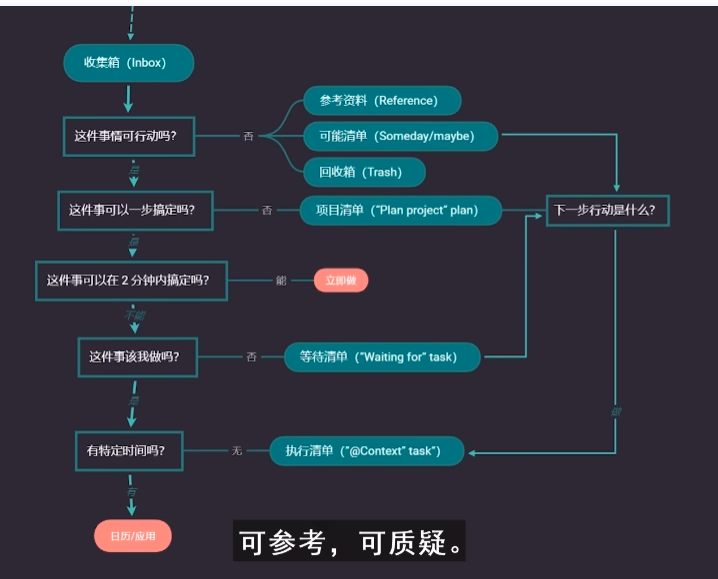 收集箱（Inbox）
这件事情可行动吗？
否
参考资料（Reference）
可能清单（Someday/maybe）
回收箱（Trash）
是
这件事可以一步搞定吗？
否
项目清单（“Plan project” plan）
下一步行动是什么？
是
这件事可以在 2 分钟内搞定吗？
能
立即做
不能
这件事该我做吗？
否
等待清单（“Waiting for” task）
是
做
有特定时间吗？
无
执行清单（“@Context” task”）
有
日历/应用
可参考，可质疑。